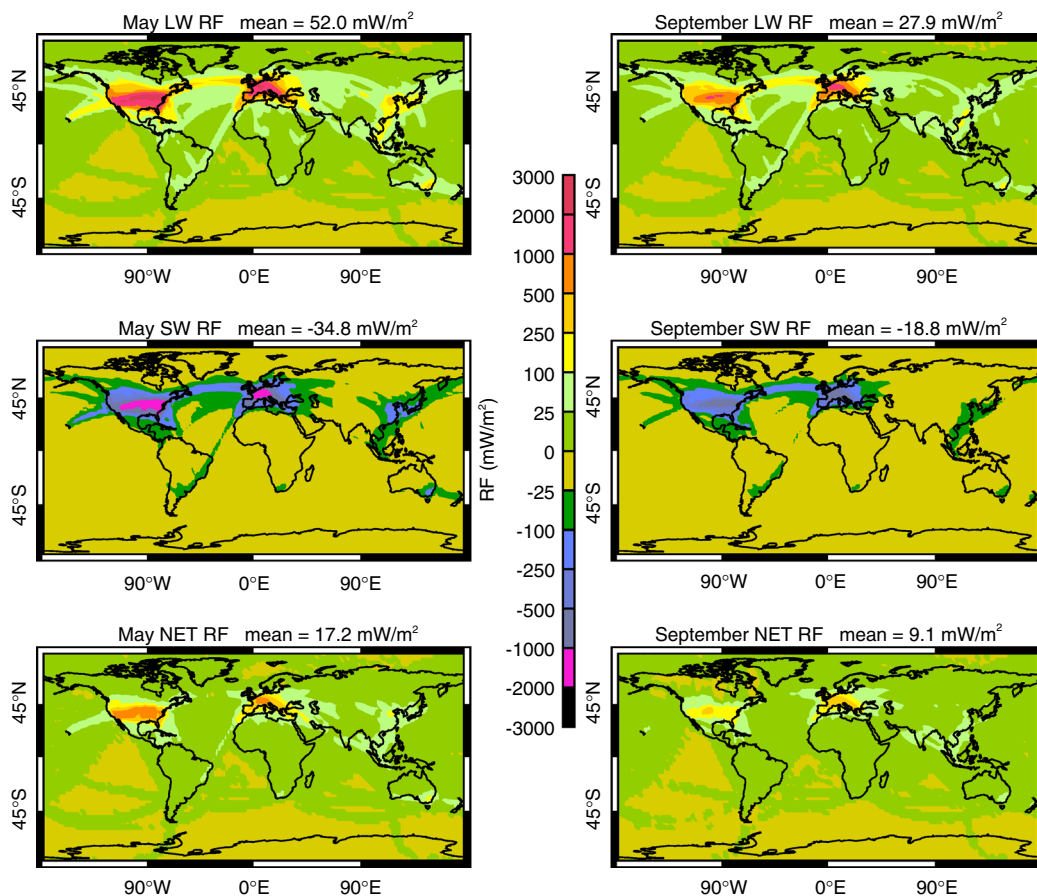 May LW RF mean = 52.0 mW/m²
45°N
45°S
90°W 0°E 90°E
September LW RF mean = 27.9 mW/m²
45°N
45°S
90°W 0°E 90°E
May SW RF mean = -34.8 mW/m²
45°N
45°S
90°W 0°E 90°E
September SW RF mean = -18.8 mW/m²
45°N
45°S
90°W 0°E 90°E
May NET RF mean = 17.2 mW/m²
45°N
45°S
90°W 0°E 90°E
September NET RF mean = 9.1 mW/m²
45°N
45°S
90°W 0°E 90°E
RF (mW/m²)
3000
2000
1000
500
250
100
25
0
-25
-100
-250
-500
-1000
-2000
-3000